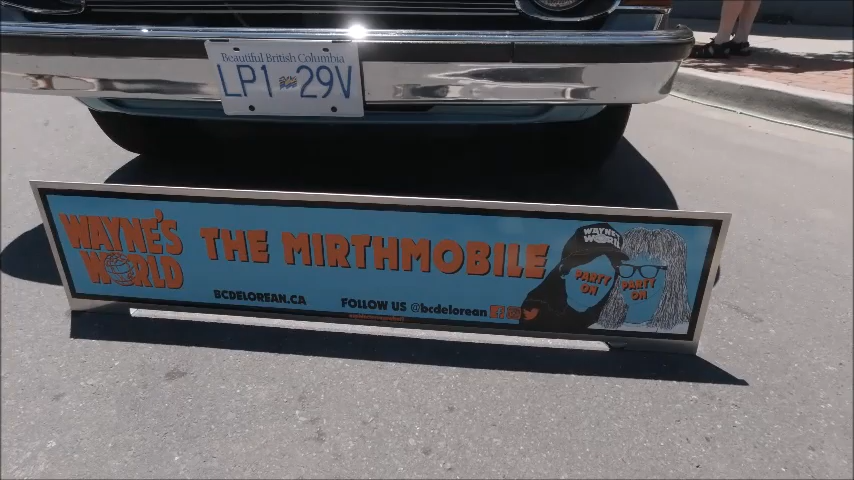 Beautiful British Columbia
LP1 29V
WAYNE'S
WORLD
THE MIRTHMOBILE
BCDELOREAN.CA
FOLLOW US @bcdelorean
WAYNE'S
WORLD
PARTY
ON
PARTY
ON